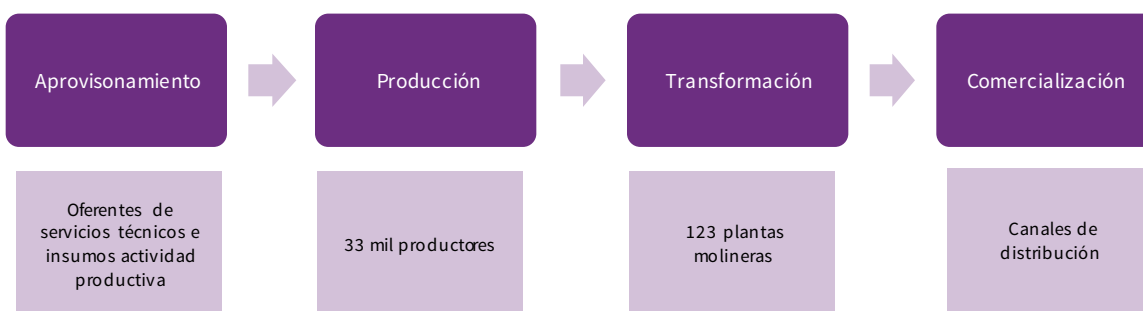 Aprovisonamiento
Producción
Transformación
Comercialización
Oferentes de
servicios técnicos e
insumos actividad
productiva
33 mil productores
123 plantas
molineras
Canales de
distribución